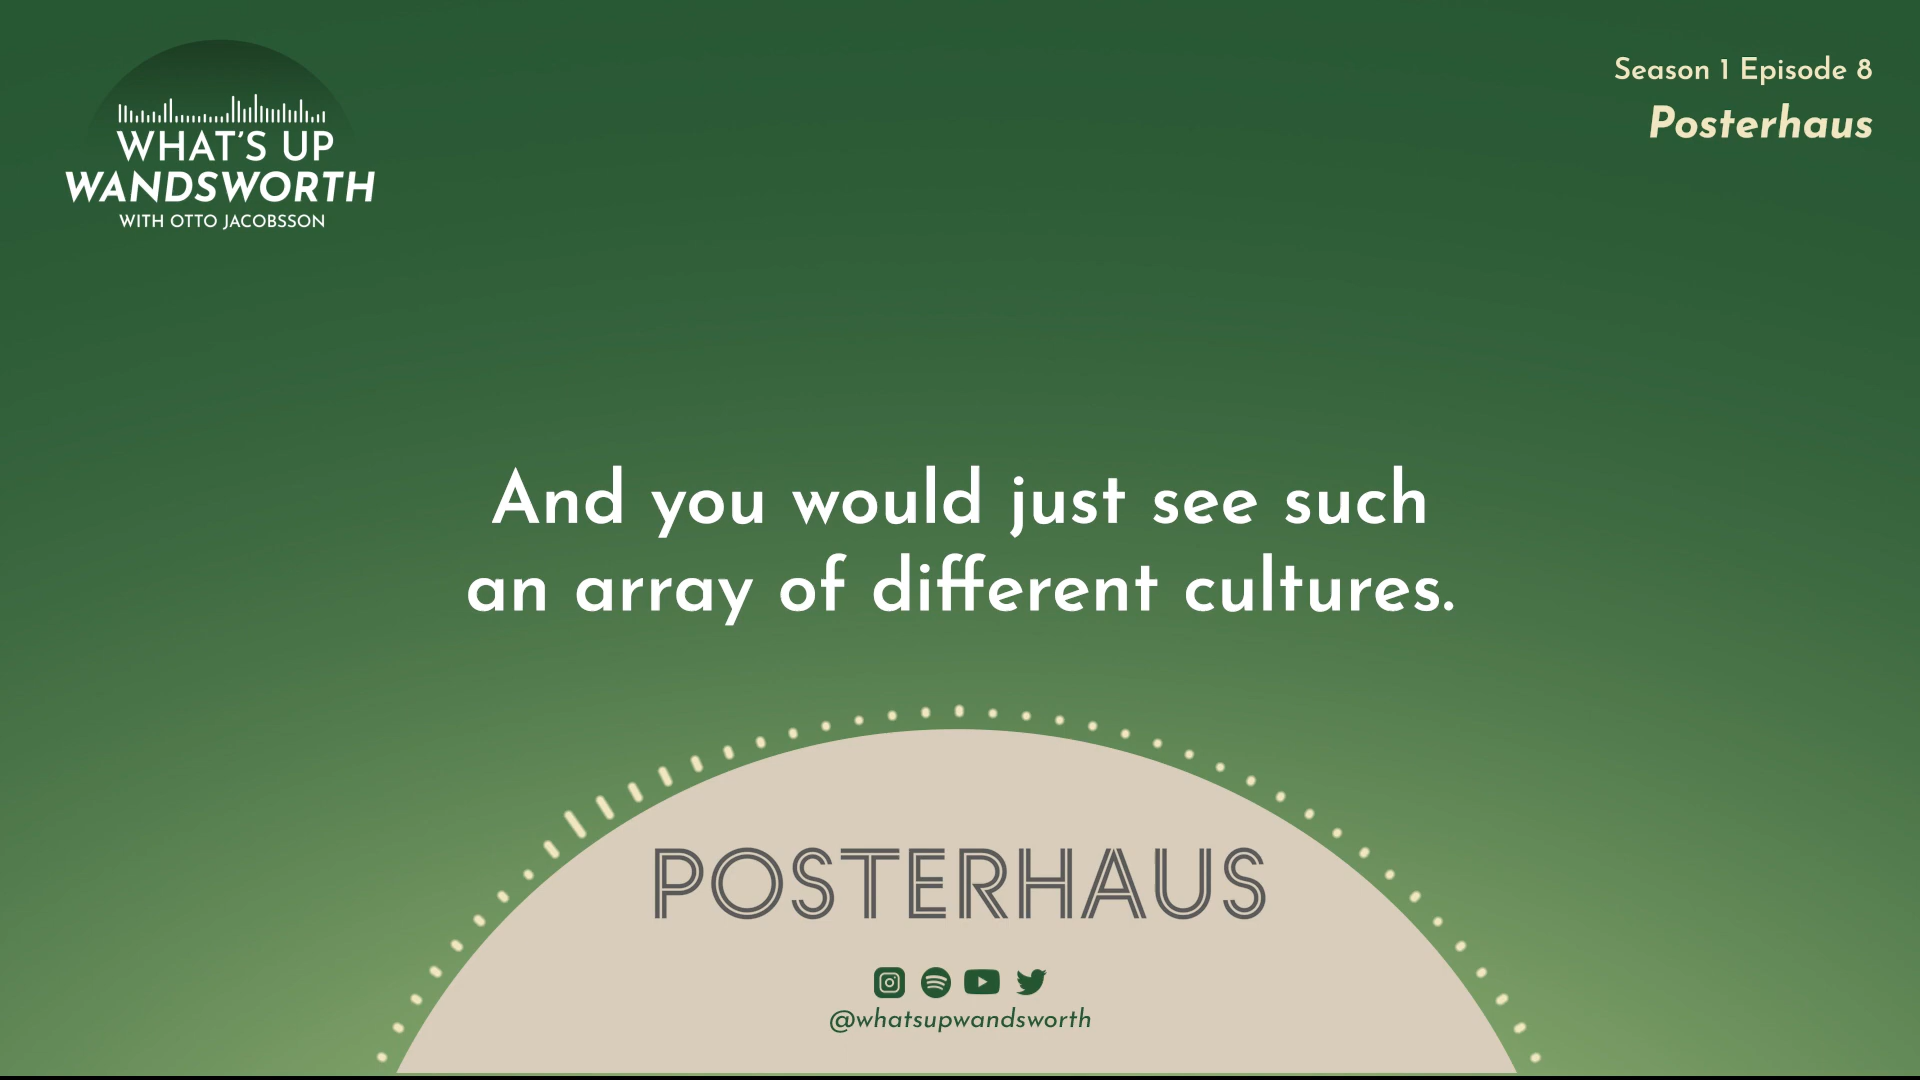 WHAT'S UP
WANDSWORTH
WITH OTTO JACOBSSON
Season 1 Episode 8
Posterhaus
And you would just see such
an array of different cultures.
POSTERHAUS
@whatsupwandsworth